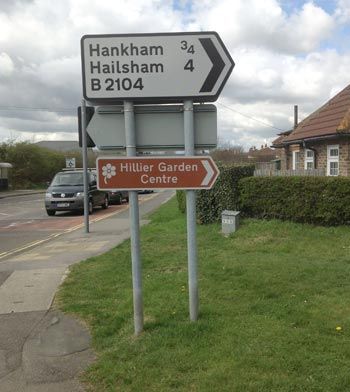 Hankham ¾
Hailsham 4
B 2104
Hillier Garden
Centre